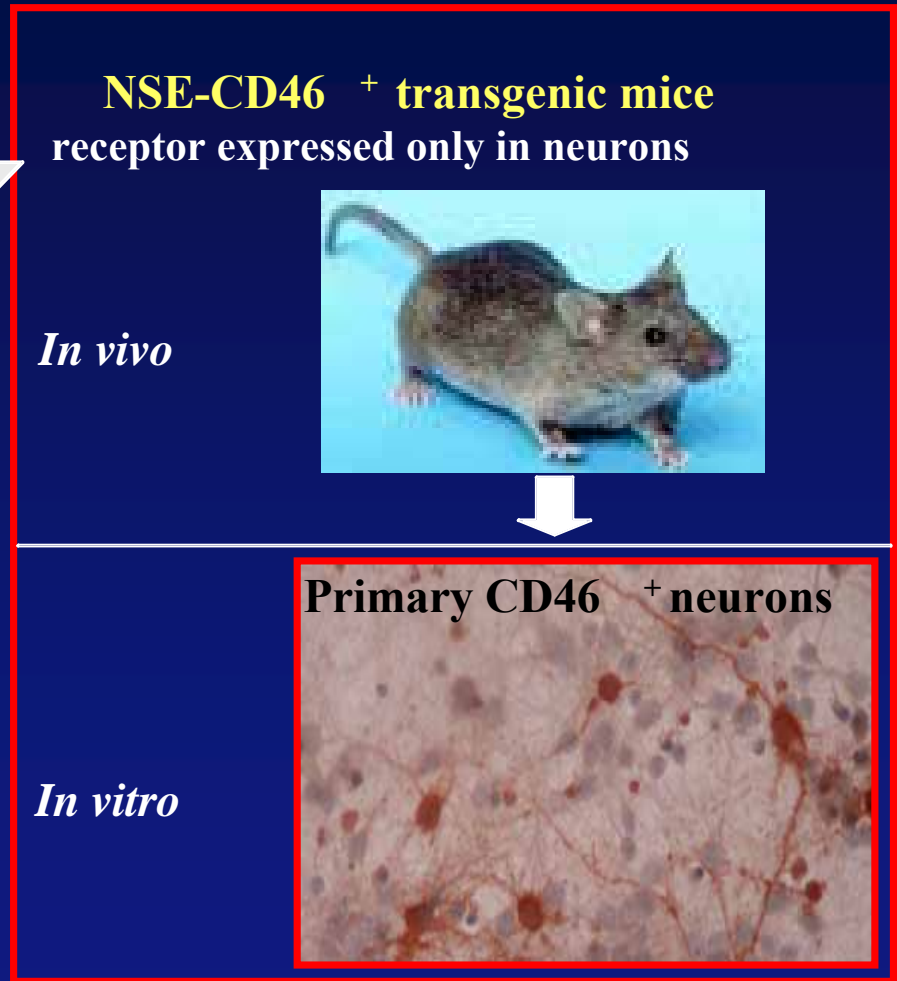 NSE-CD46 + transgenic mice
receptor expressed only in neurons
In vivo
Primary CD46 + neurons
In vitro